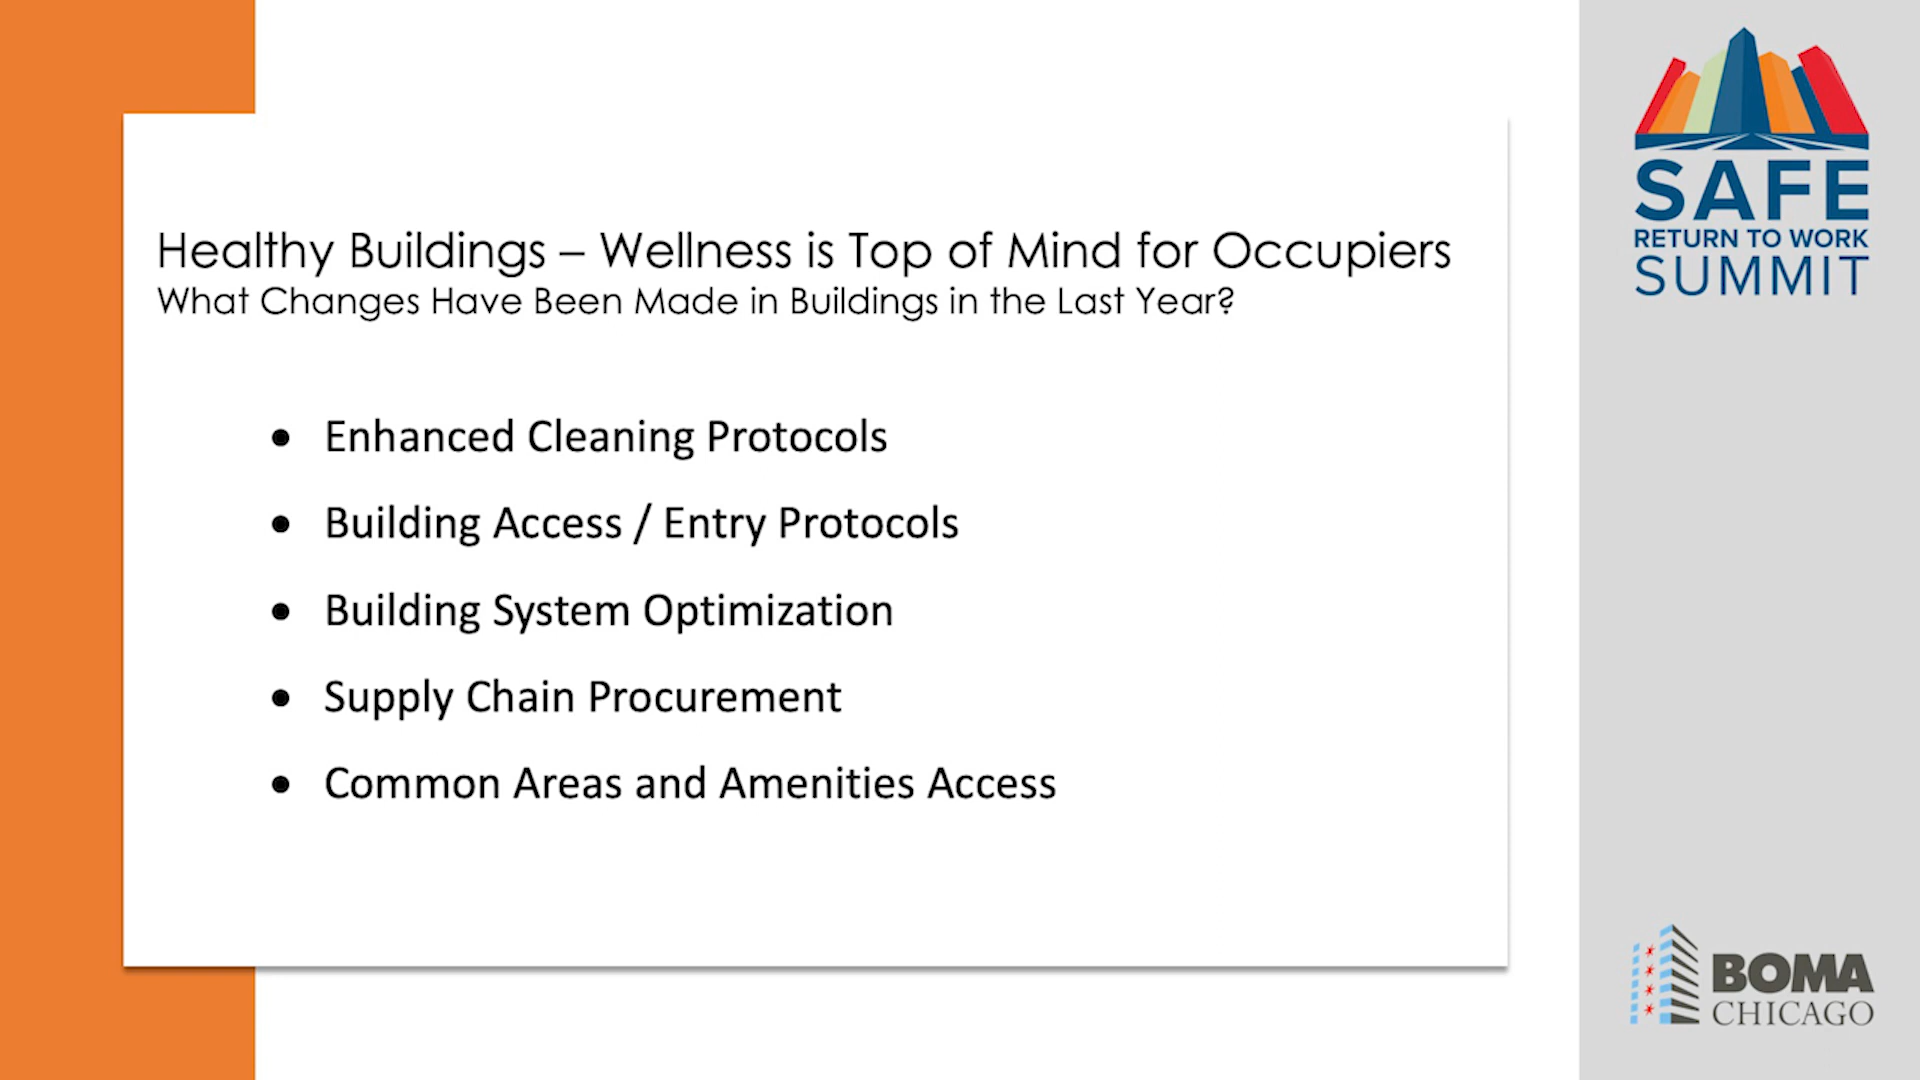 Healthy Buildings – Wellness is Top of Mind for Occupiers
What Changes Have Been Made in Buildings in the Last Year?
• Enhanced Cleaning Protocols
• Building Access / Entry Protocols
• Building System Optimization
• Supply Chain Procurement
• Common Areas and Amenities Access
SAFE
RETURN TO WORK
SUMMIT
BOMA
CHICAGO